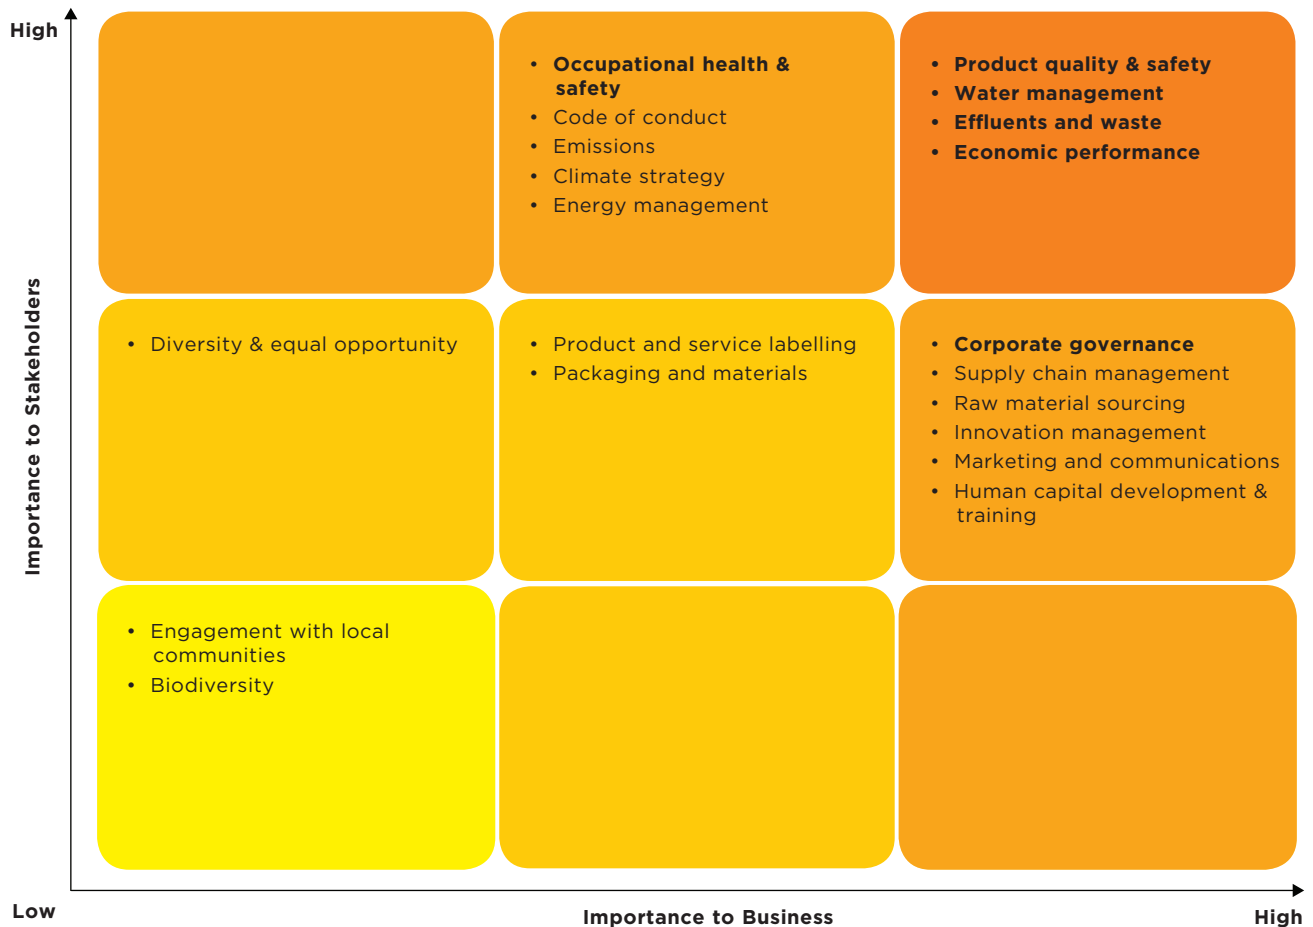 High
• Occupational health &
safety
• Code of conduct
• Emissions
• Climate strategy
• Energy management
• Product quality & safety
• Water management
• Effluents and waste
• Economic performance
Importance to Stakeholders
• Diversity & equal opportunity
• Product and service labelling
• Packaging and materials
• Corporate governance
• Supply chain management
• Raw material sourcing
• Innovation management
• Marketing and communications
• Human capital development &
training
• Engagement with local
communities
• Biodiversity
Low
Importance to Business
High